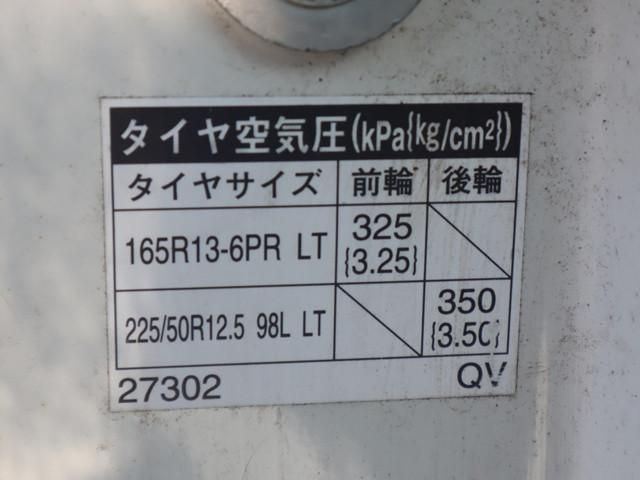 タイヤ空気圧(kPa{kg/cm2})
タイヤサイズ 前輪 後輪
165R13-6PR LT 325 {3.25}
225/50R12.5 98L LT 350 {3.50}
27302 QV